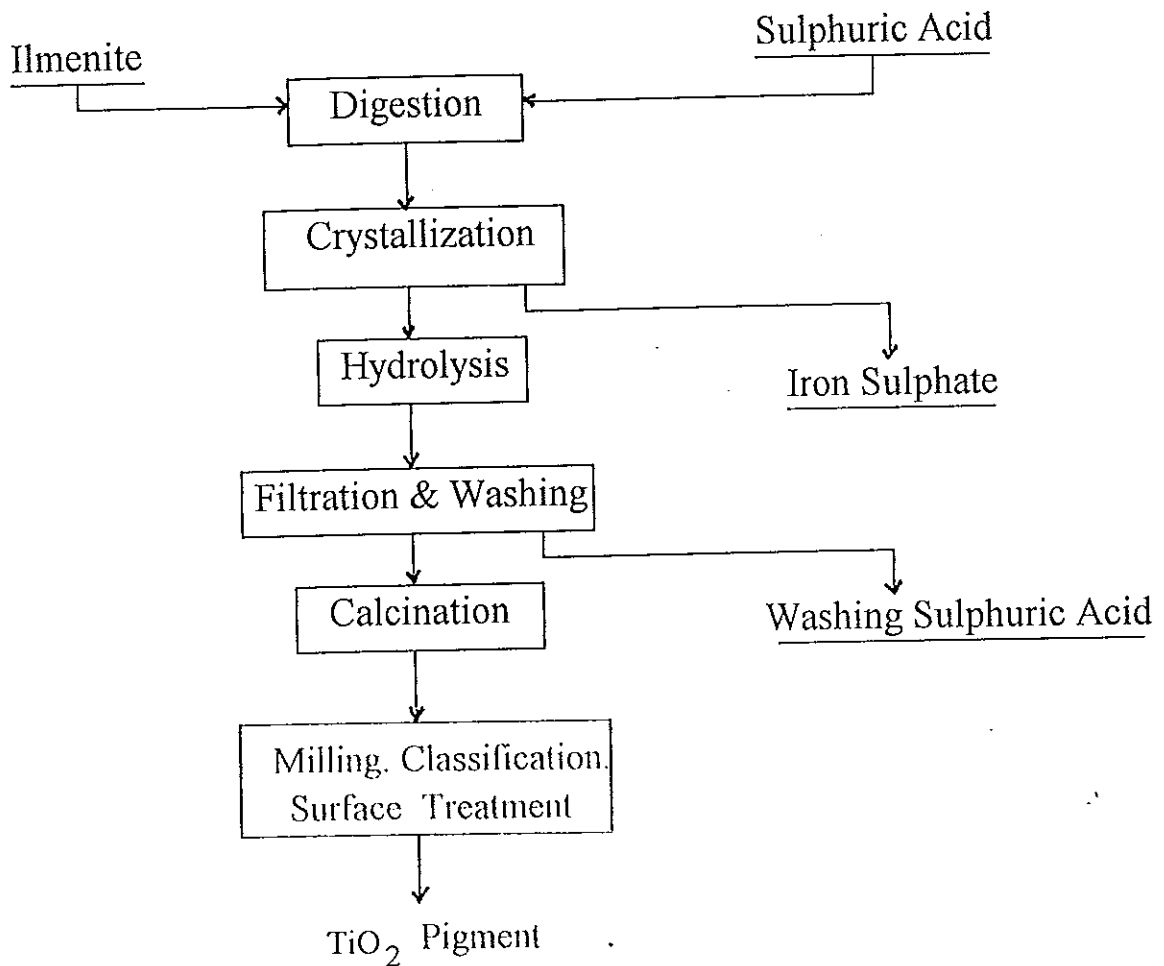 Ilmenite
Sulphuric Acid
Digestion
Crystallization
Hydrolysis
Iron Sulphate
Filtration & Washing
Calcination
Washing Sulphuric Acid
Milling. Classification.
Surface Treatment
TiO₂ Pigment